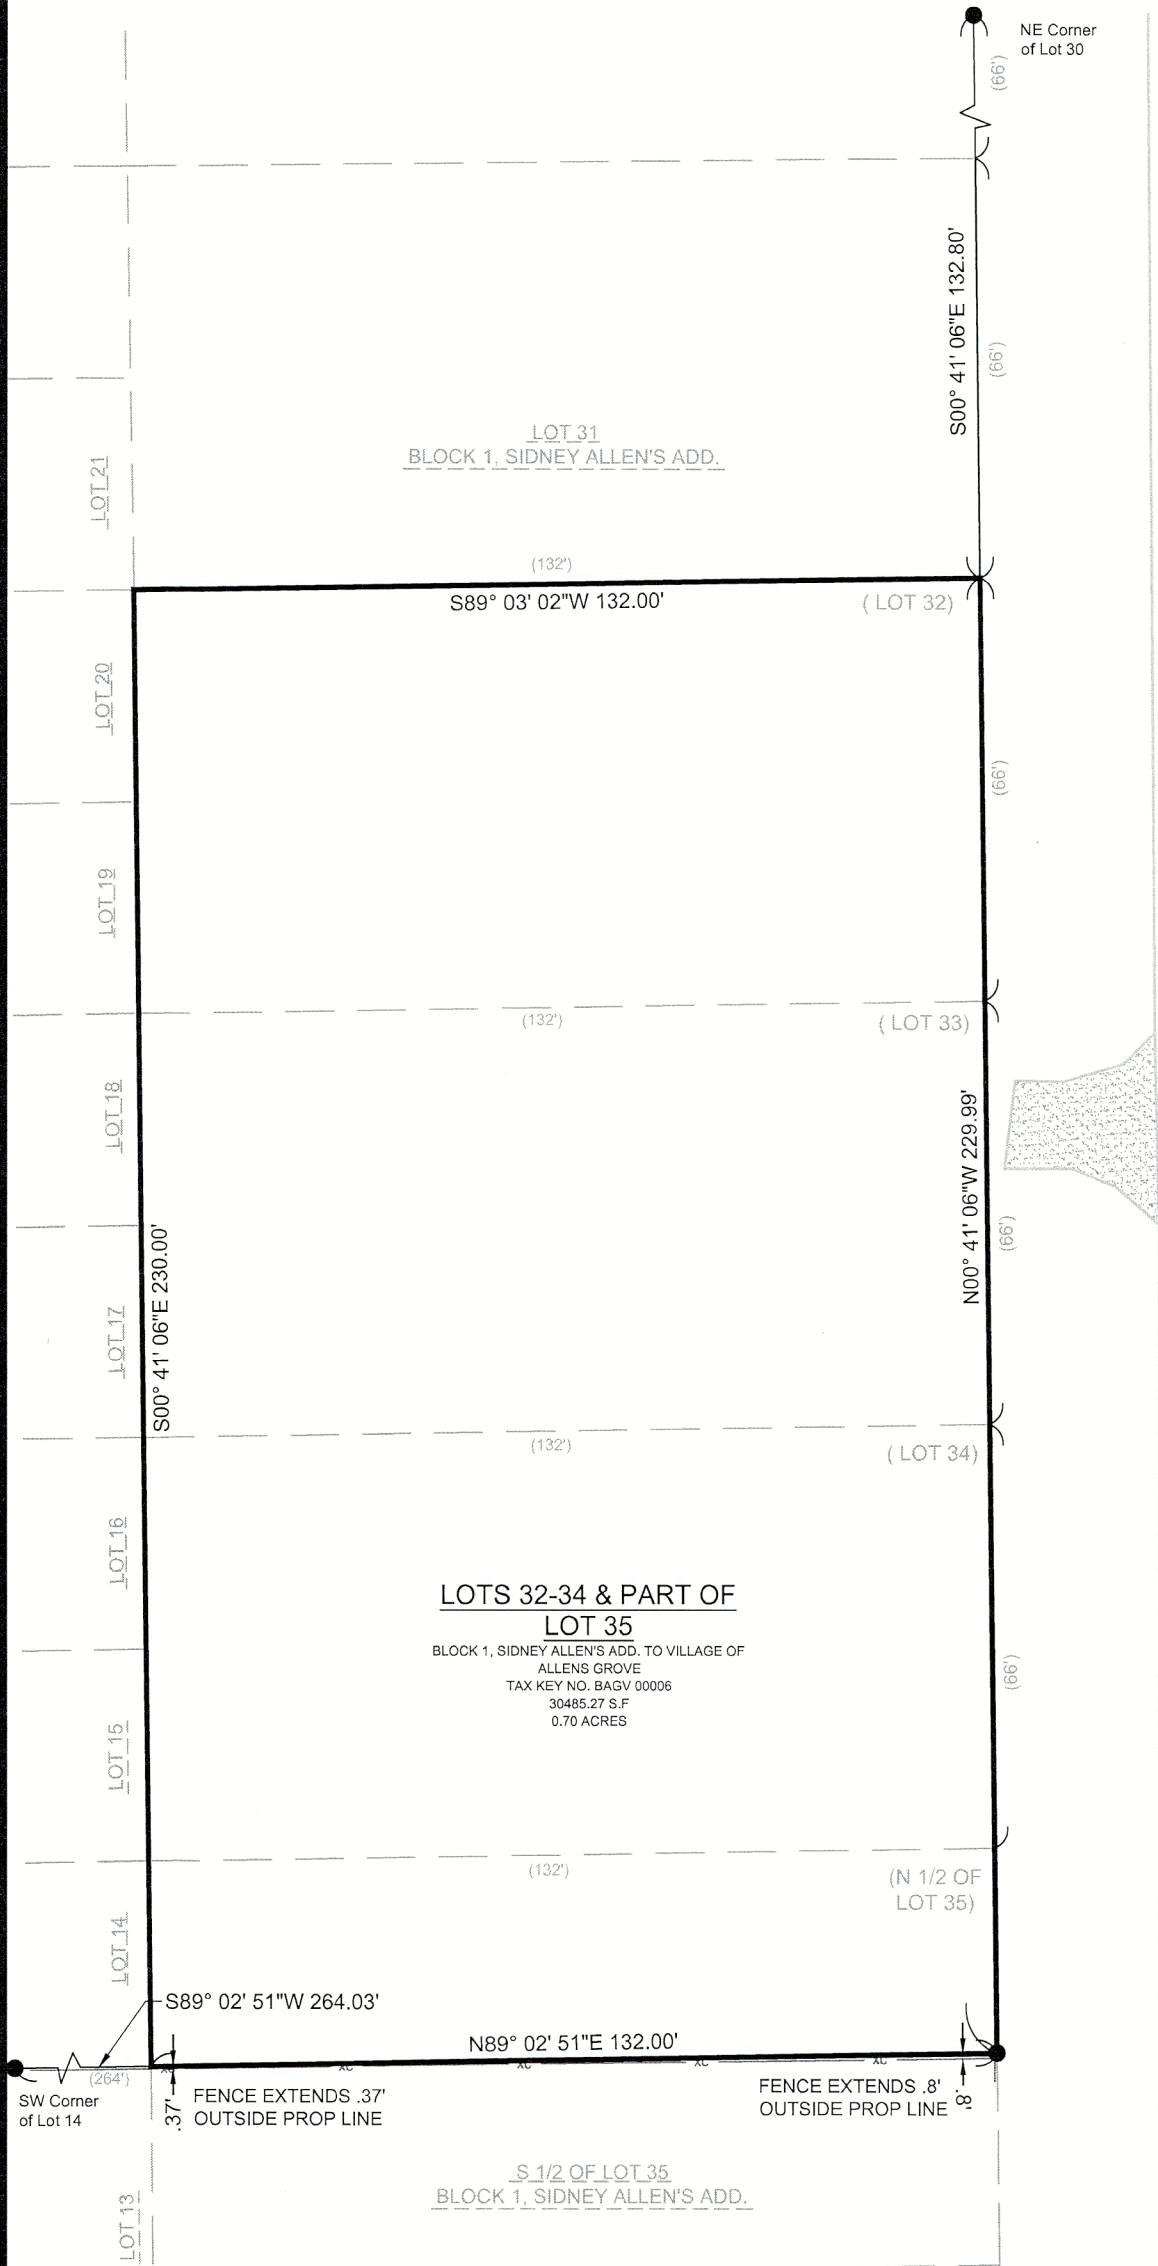 NE Corner
of Lot 30
(66')
S00° 41' 06"E 132.80'
(66')
LOT 31
BLOCK 1, SIDNEY ALLEN'S ADD.
LOT 21
(132')
S89° 03' 02"W 132.00'
( LOT 32)
LOT 20
(66')
LOT 19
(132')
( LOT 33)
LOT 18
N00° 41' 06"W 229.99'
(66')
S00° 41' 06"E 230.00'
LOT 17
(132')
( LOT 34)
LOT 16
LOTS 32-34 & PART OF
LOT 35
BLOCK 1, SIDNEY ALLEN'S ADD. TO VILLAGE OF
ALLENS GROVE
TAX KEY NO. BAGV 00006
30485.27 S.F
0.70 ACRES
(66')
LOT 15
(132')
(N 1/2 OF
LOT 35)
LOT 14
S89° 02' 51"W 264.03'
N89° 02' 51"E 132.00'
XC
XC
XC
XC
XC
(264')
SW Corner
of Lot 14
.37'
FENCE EXTENDS .37'
OUTSIDE PROP LINE
FENCE EXTENDS .8'
OUTSIDE PROP LINE
.8'
S 1/2 OF LOT 35
BLOCK 1, SIDNEY ALLEN'S ADD.
LOT 13